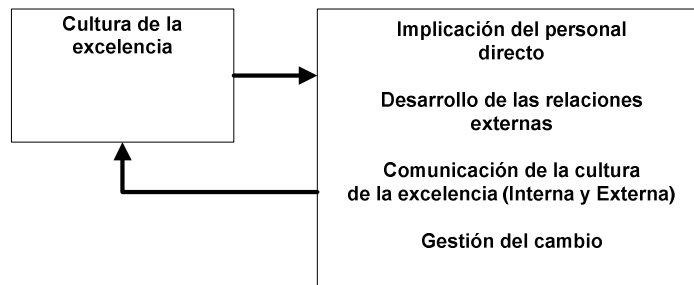 Cultura de la
excelencia
Implicación del personal
directo
Desarrollo de las relaciones
externas
Comunicación de la cultura
de la excelencia (Interna y Externa)
Gestión del cambio